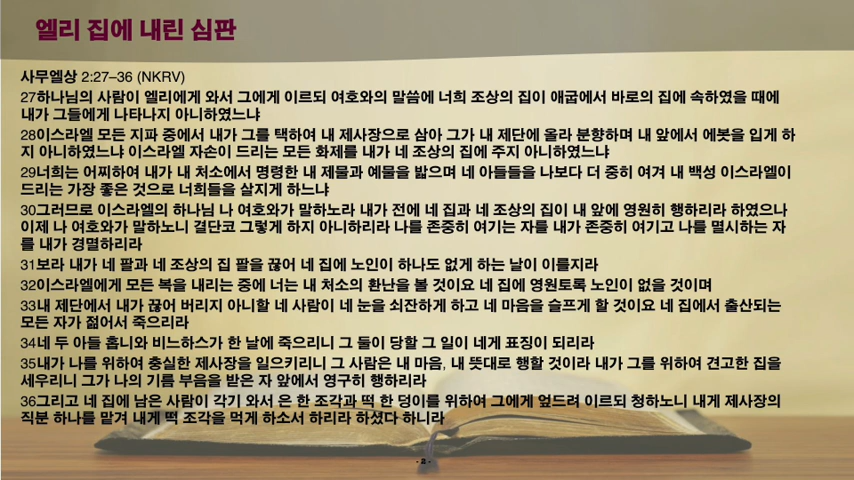 엘리 집에 내린 심판
사무엘상 2:27–36 (NKRV)
27하나님의 사람이 엘리에게 와서 그에게 이르되 여호와의 말씀에 너희 조상의 집이 애굽에서 바로의 집에 속하였을 때에
내가 그들에게 나타나지 아니하였느냐
28이스라엘 모든 지파 중에서 내가 그를 택하여 내 제사장으로 삼아 그가 내 제단에 올라 분향하며 내 앞에서 에봇을 입게 하
지 아니하였느냐 이스라엘 자손이 드리는 모든 화제를 내가 네 조상의 집에 주지 아니하였느냐
29너희는 어찌하여 내가 내 처소에서 명령한 내 제물과 예물을 밟으며 네 아들들을 나보다 더 중히 여겨 내 백성 이스라엘이
드리는 가장 좋은 것으로 너희들을 살지게 하느냐
30그러므로 이스라엘의 하나님 나 여호와가 말하노라 내가 전에 네 집과 네 조상의 집이 내 앞에 영원히 행하리라 하였으나
이제 나 여호와가 말하노니 결단코 그렇게 하지 아니하리라 나를 존중히 여기는 자를 내가 존중히 여기고 나를 멸시하는 자
를 내가 경멸하리라
31보라 내가 네 팔과 네 조상의 집 팔을 끊어 네 집에 노인이 하나도 없게 하는 날이 이를지라
32이스라엘에게 모든 복을 내리는 중에 너는 내 처소의 환난을 볼 것이요 네 집에 영원토록 노인이 없을 것이며
33내 제단에서 내가 끊어 버리지 아니할 네 사람이 네 눈을 쇠잔하게 하고 네 마음을 슬프게 할 것이요 네 집에서 출산되는
모든 자가 젊어서 죽으리라
34네 두 아들 홉니와 비느하스가 한 날에 죽으리니 그 둘이 당할 그 일이 네게 표징이 되리라
35내가 나를 위하여 충실한 제사장을 일으키리니 그 사람은 내 마음, 내 뜻대로 행할 것이라 내가 그를 위하여 견고한 집을
세우리니 그가 나의 기름 부음을 받은 자 앞에서 영구히 행하리라
36그리고 네 집에 남은 사람이 각기 와서 은 한 조각과 떡 한 덩이를 위하여 그에게 엎드려 이르되 청하노니 내게 제사장의
직분 하나를 맡겨 내게 떡 조각을 먹게 하소서 하리라 하셨다 하니라
- 2 -